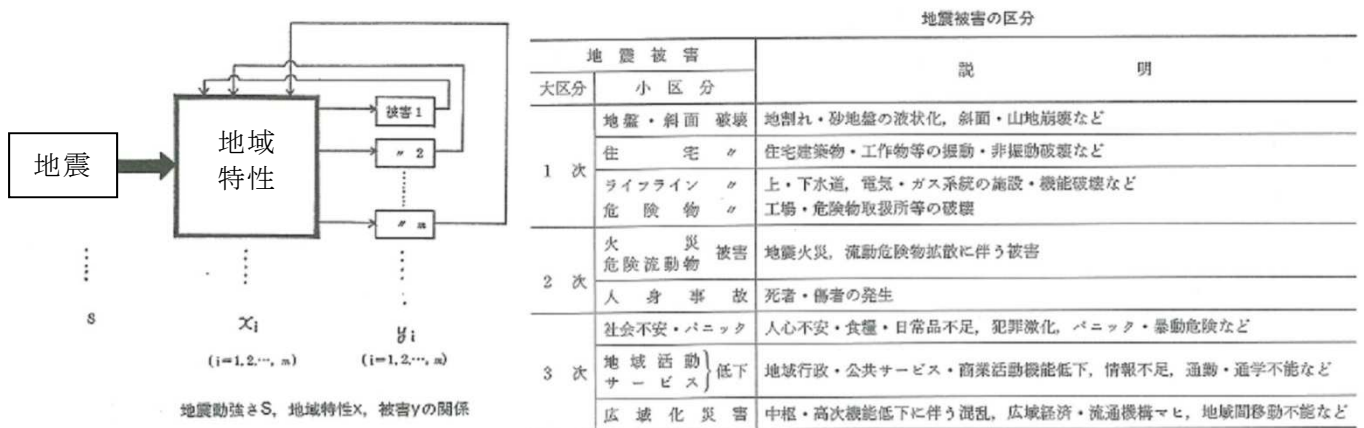 地震
地域
特性
被害1
〃 2
〃 m
s
xi
(i=1,2,…, m)
yi
(i=1,2,…, m)
地震動強さS，地域特性x，被害yの関係
地震被害の区分
地 震 被 害
説 明
大区分
小 区 分
1 次
地盤・斜面 破壊
地割れ・砂地盤の液状化，斜面・山地崩壊など
住 宅 〃
住宅建築物・工作物等の振動・非振動破壊など
ライフライン 〃
上・下水道，電気・ガス系統の施設・機能破壊など
危 険 物 〃
工場・危険物取扱所等の破壊
2 次
火 災
危険流動物
被害
地震火災，流動危険物拡散に伴う被害
人 身 事 故
死者・傷者の発生
3 次
社会不安・パニック
人心不安・食糧・日常品不足，犯罪激化，パニック・暴動危険など
地 域 活 動
サ ー ビ ス
低下
地域行政・公共サービス・商業活動機能低下，情報不足，通勤・通学不能など
広 域 化 災 害
中枢・高次機能低下に伴う混乱，広域経済・流通機構マヒ，地域間移動不能など